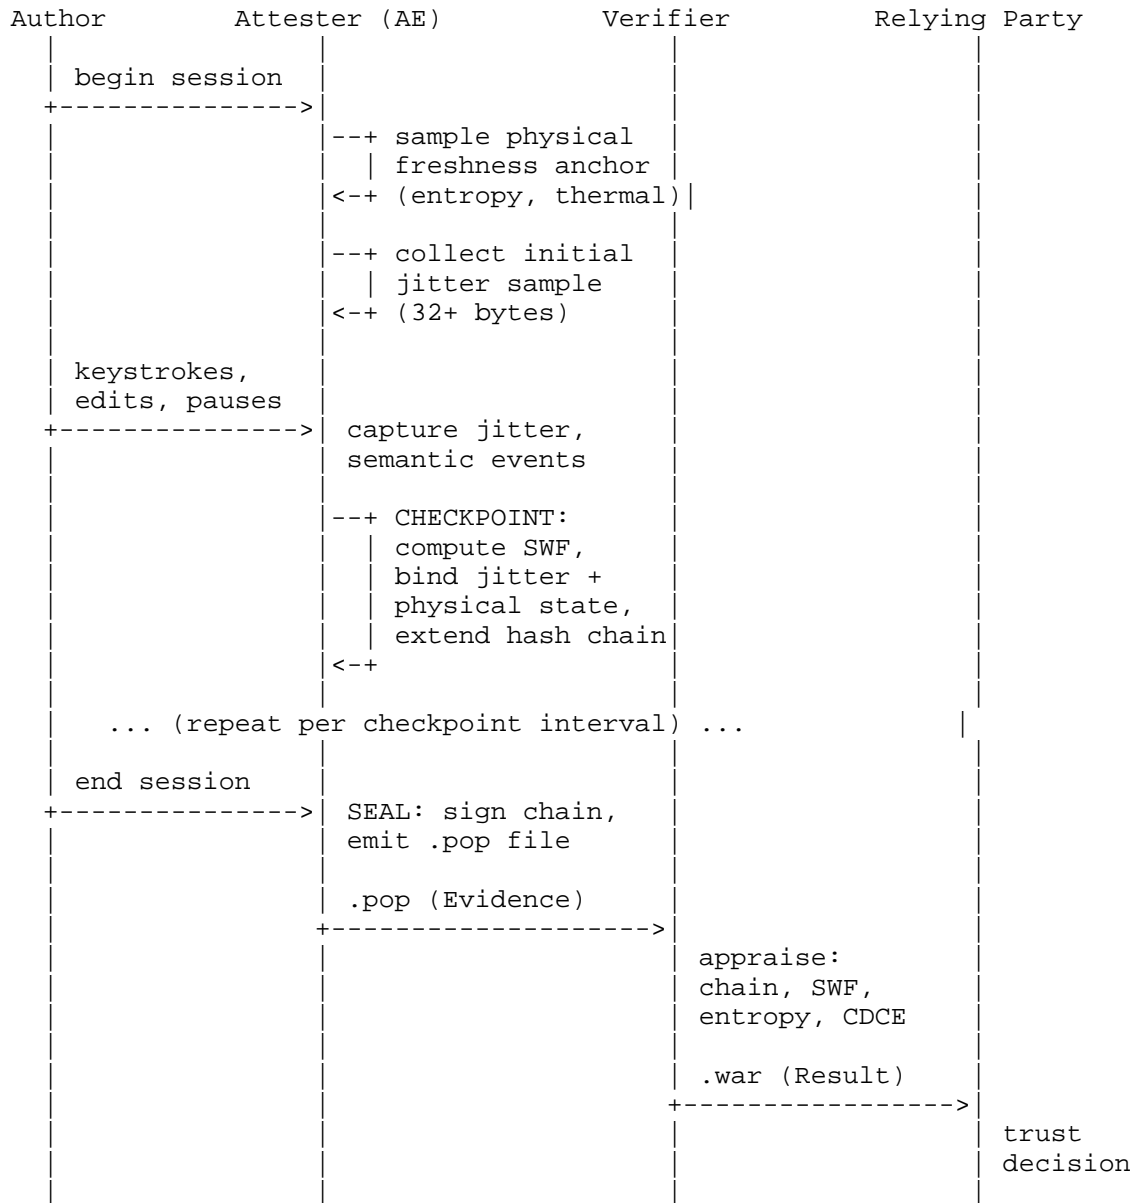 Author Attester (AE) Verifier Relying Party
begin session
sample physical
freshness anchor
(entropy, thermal)
collect initial
jitter sample
(32+ bytes)
keystrokes,
edits, pauses
capture jitter,
semantic events
CHECKPOINT:
compute SWF,
bind jitter +
physical state,
extend hash chain
... (repeat per checkpoint interval) ...
end session
SEAL: sign chain,
emit .pop file
.pop (Evidence)
appraise:
chain, SWF,
entropy, CDCE
.war (Result)
trust
decision